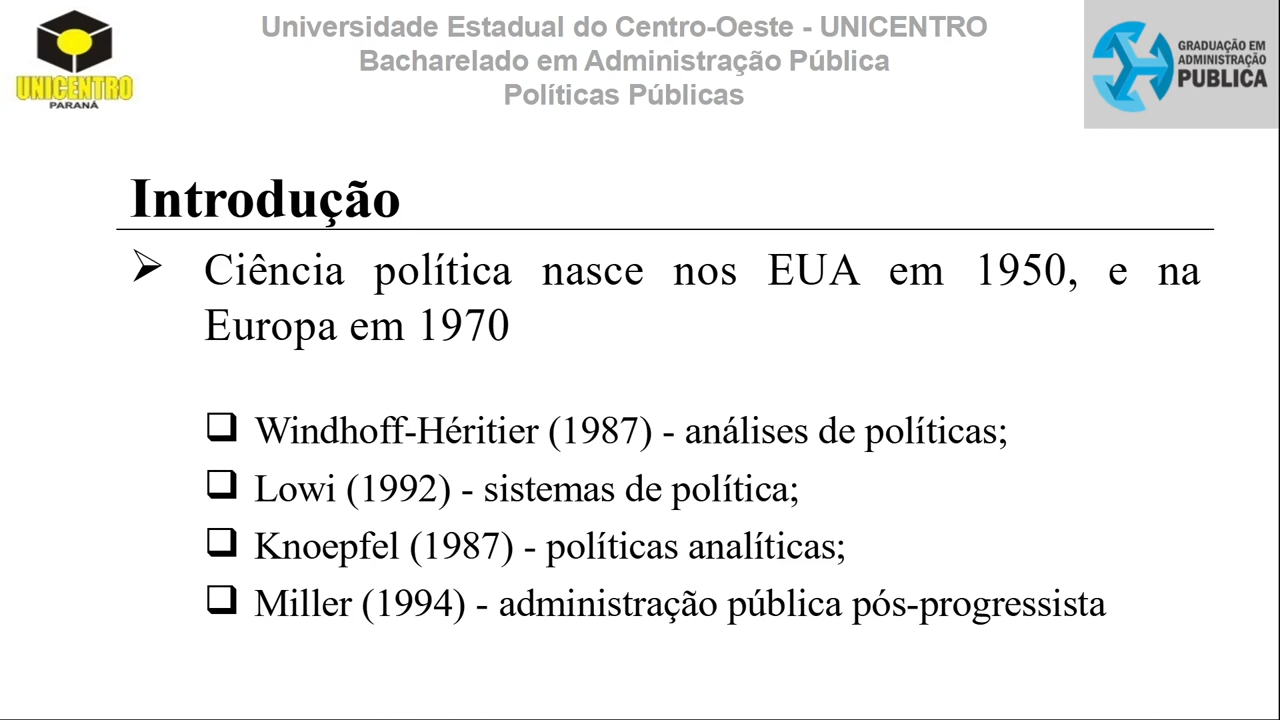 Universidade Estadual do Centro-Oeste - UNICENTRO
Bacharelado em Administração Pública
Políticas Públicas
UNICENTRO
PARANÁ
GRADUAÇÃO EM
ADMINISTRAÇÃO
PUBLICA
Introdução
Ciência política nasce nos EUA em 1950, e na
Europa em 1970
Windhoff-Héritier (1987) - análises de políticas;
Lowi (1992) - sistemas de política;
Knoepfel (1987) - políticas analíticas;
Miller (1994) - administração pública pós-progressista